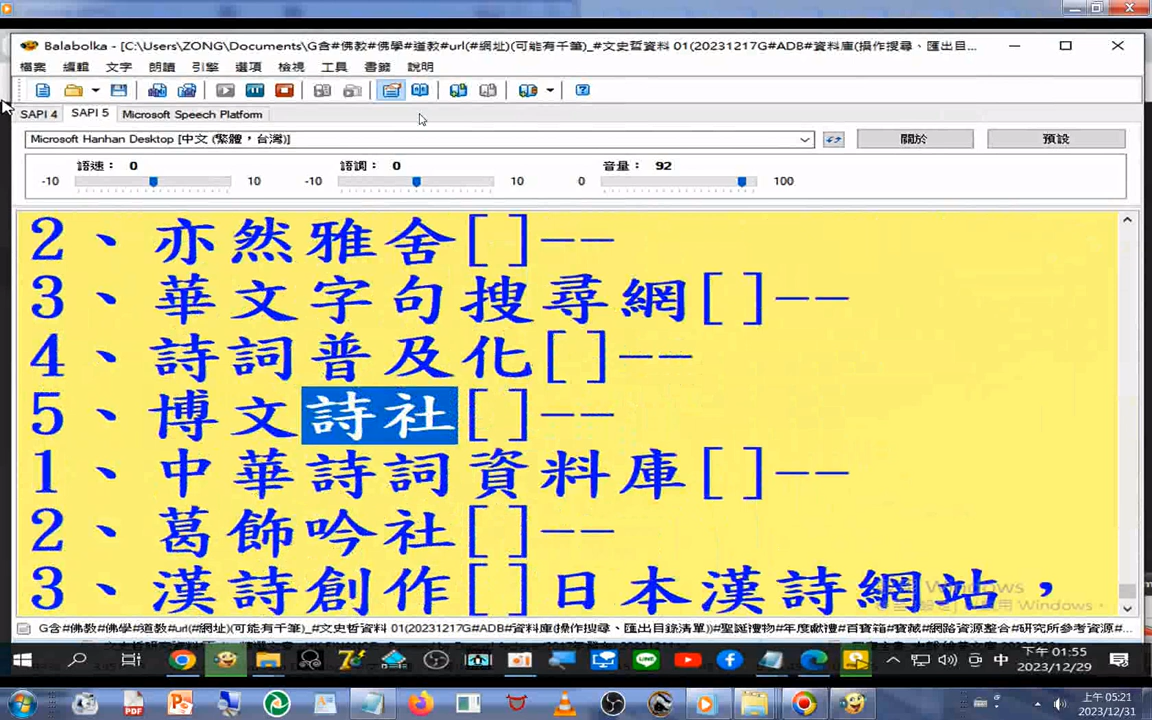 Balabolka - [C:\Users\ZONG\Documents\G含#佛教#佛學#道教#url(#網址)(可能有千筆)_#文史哲資料 01(20231217G#ADB#資料庫(操作搜尋、匯出目...
檔案 編輯 文字 朗讀 引擎 選項 檢視 工具 書籤 說明
SAPI 4 SAPI 5 Microsoft Speech Platform
Microsoft Hanhan Desktop [中文 (繁體，台灣)] 關於 預設
語速： 0 語調： 0 音量： 92
-10 10 -10 10 0 100
2、亦然雅舍[]——
3、華文字句搜尋網[]——
4、詩詞普及化[]——
5、博文詩社[]——
1、中華詩詞資料庫[]——
2、葛飾吟社[]——
3、漢詩創作[]日本漢詩網站，
Windows
Windows。
G含#佛教#佛學#道教#url(#網址)(可能有千筆)_#文史哲資料 01(20231217G#ADB#資料庫(操作搜尋、匯出目錄清單))#聖誕禮物#年度獻禮#百寶箱#寶藏#網路資源整合#研究所參考資源#...
中 下午 01:55
2023/12/29
上午 05:21
2023/12/31